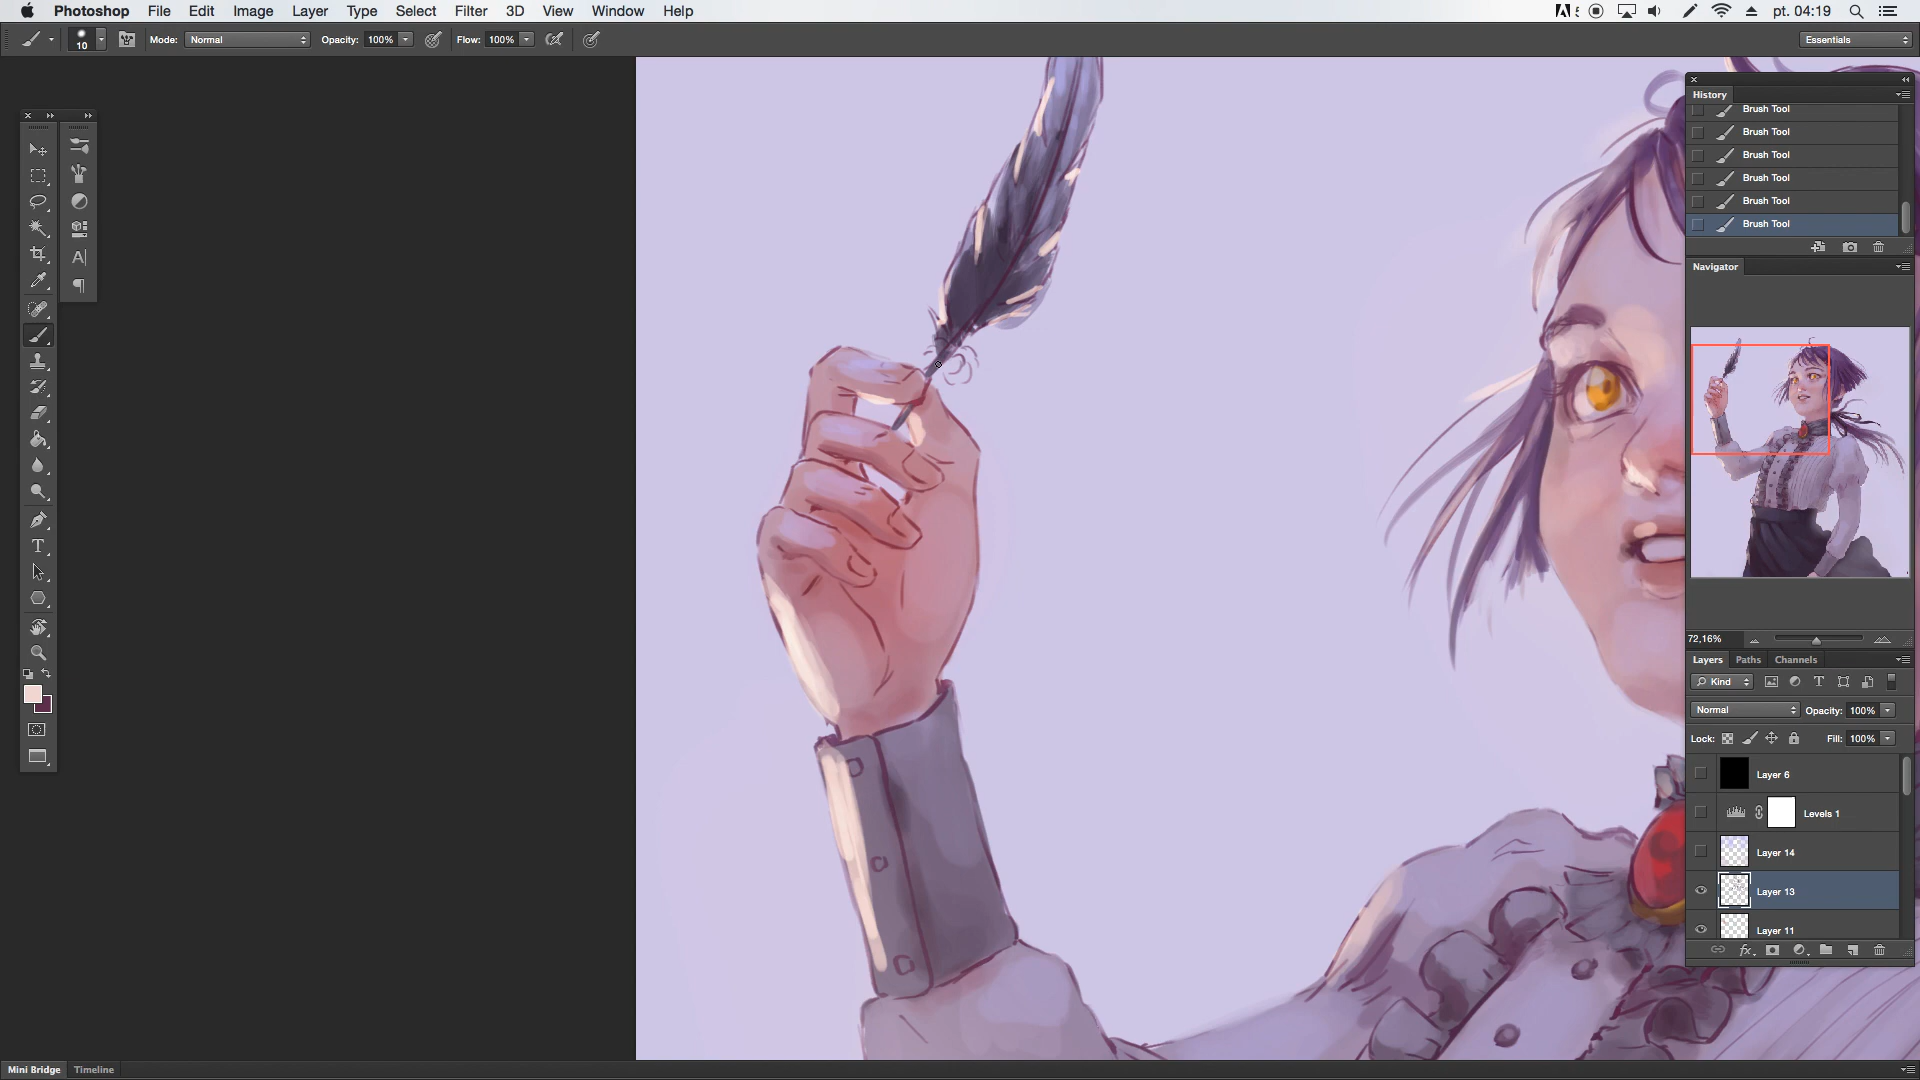 Photoshop File Edit Image Layer Type Select Filter 3D View Window Help
pt. 04:19
10 Mode: Normal Opacity: 100% Flow: 100%
Essentials
History
Brush Tool
Brush Tool
Brush Tool
Brush Tool
Brush Tool
Brush Tool
Navigator
72,16%
Layers Paths Channels
Kind
Normal Opacity: 100%
Lock: Fill: 100%
Layer 6
Levels 1
Layer 14
Layer 13
Layer 11
Mini Bridge Timeline